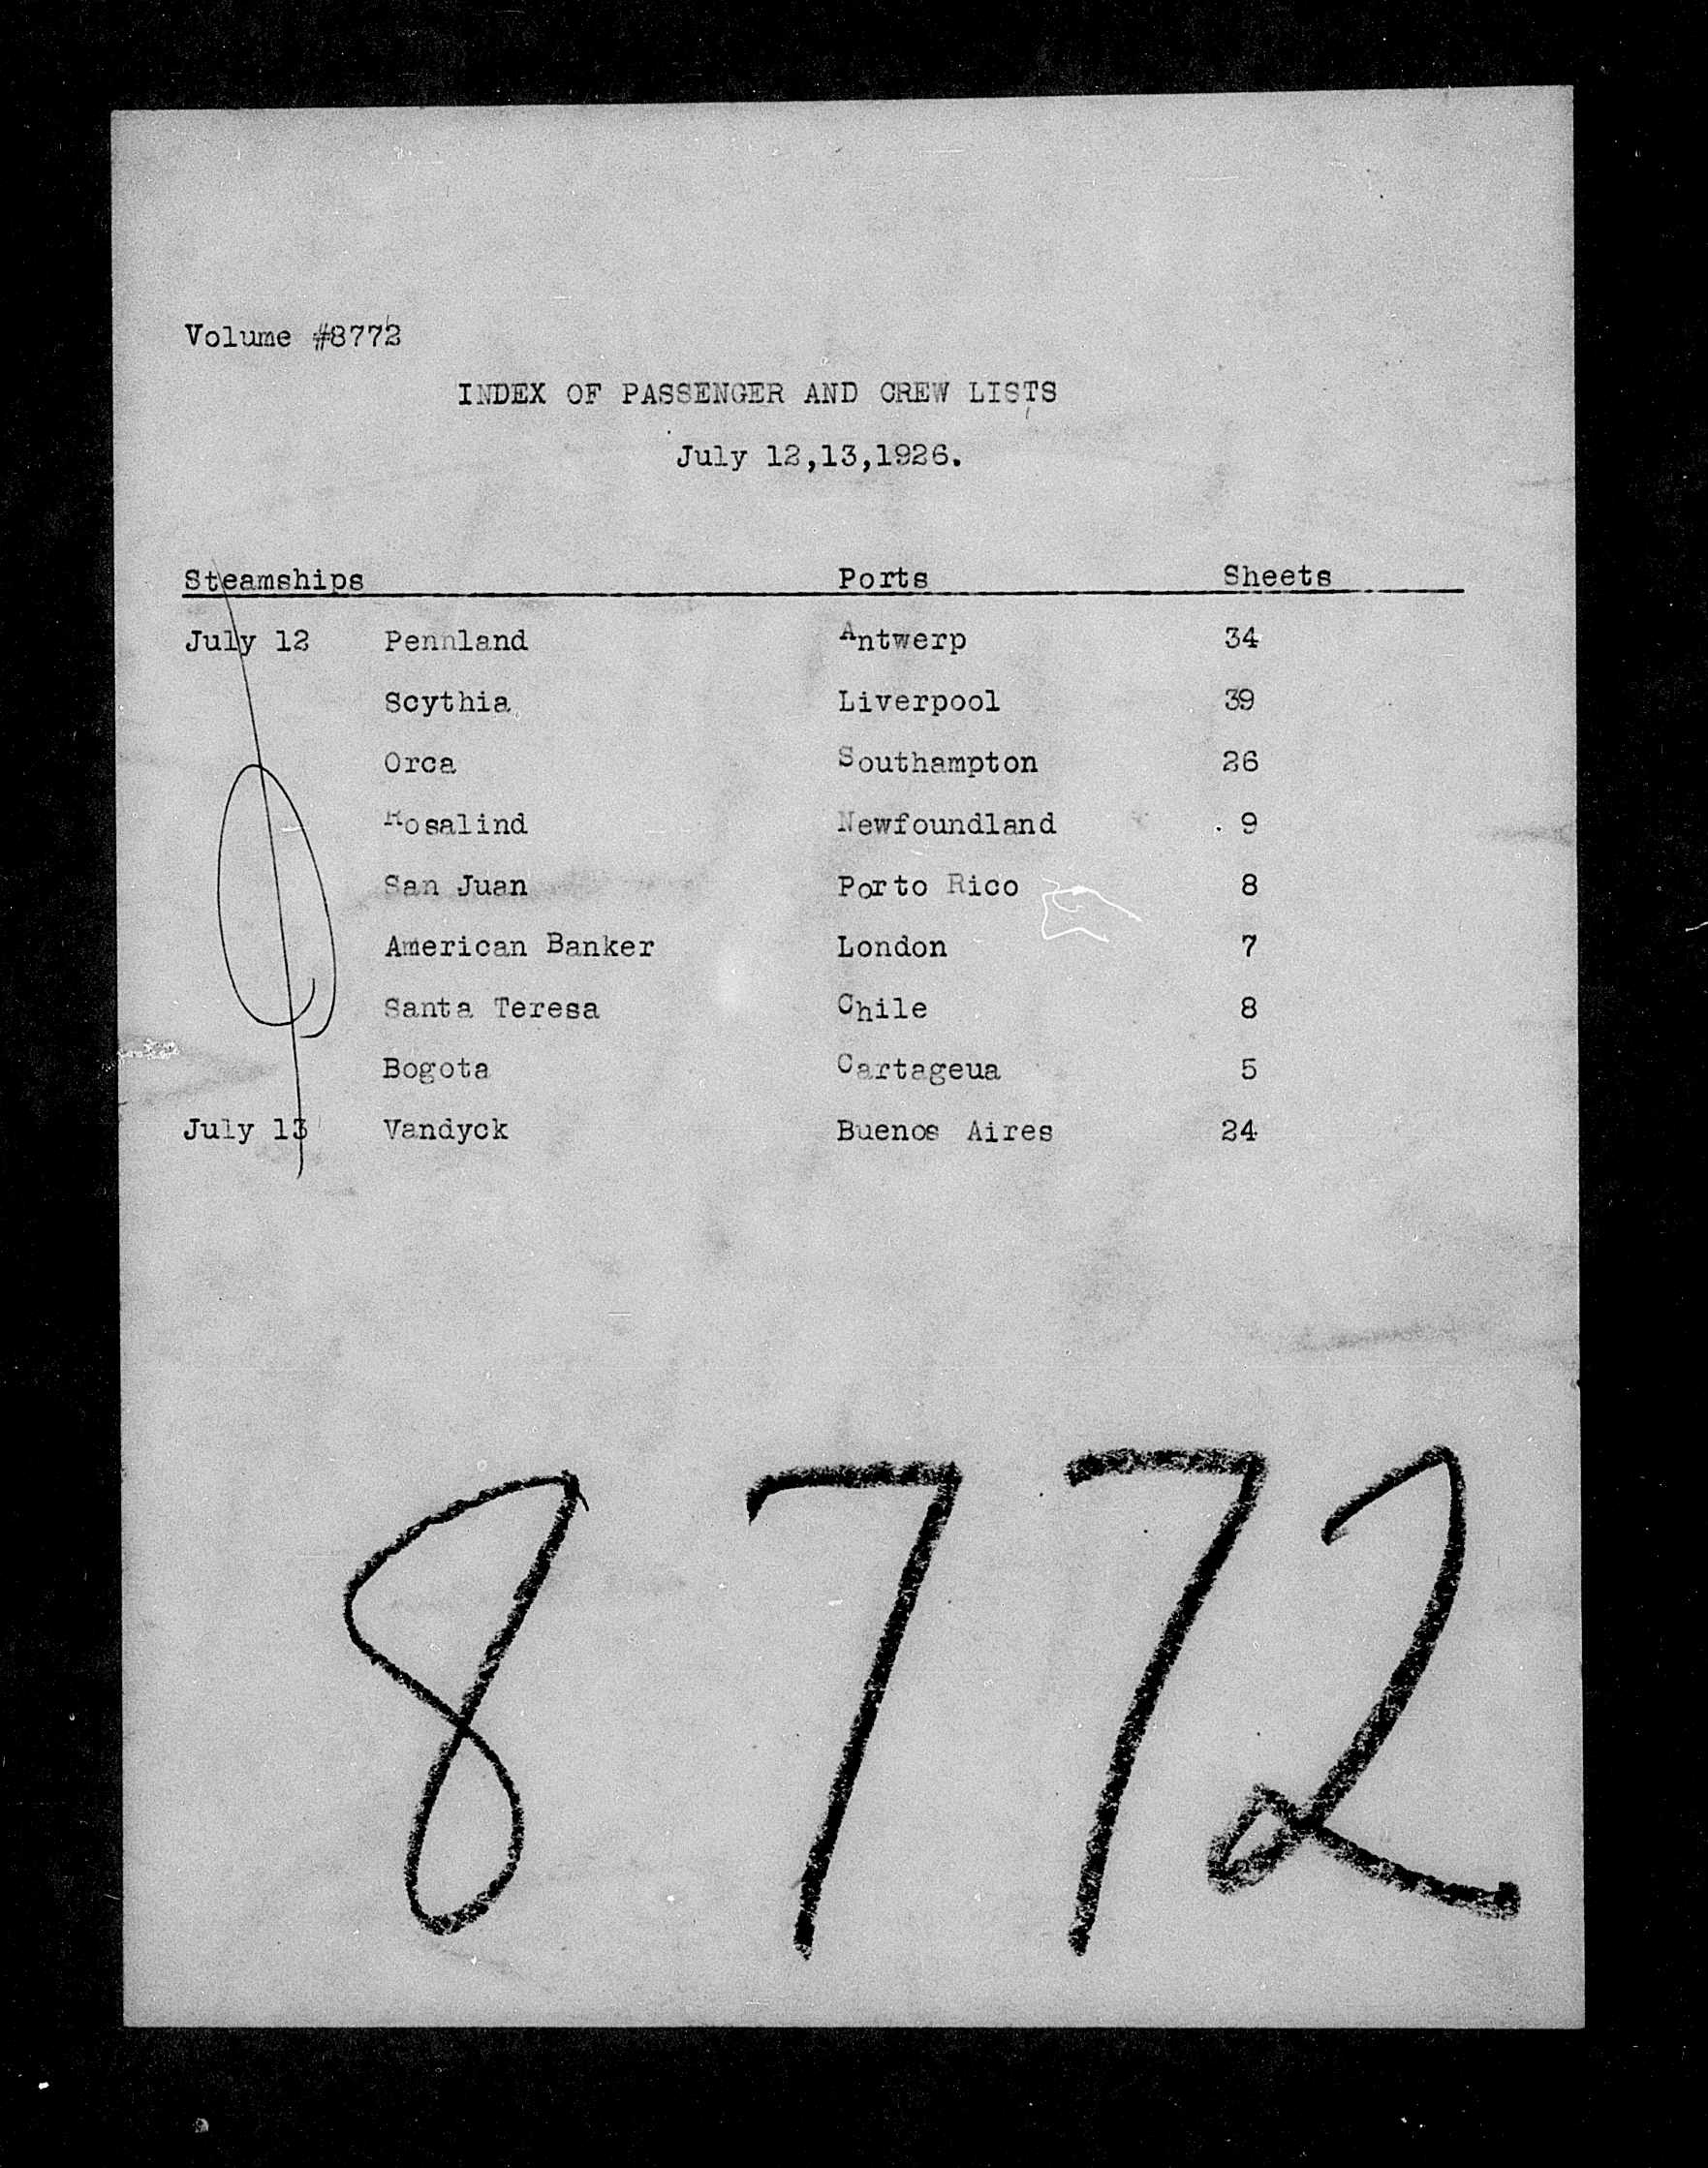 Volume #8772
INDEX OF PASSENGER AND CREW LISTS
July 12,13,1926.
Steamships Ports Sheets
July 12 Pennland Antwerp 34
Scythia Liverpool 39
Orca Southampton 26
Rosalind Newfoundland 9
San Juan Porto Rico 8
American Banker London 7
Santa Teresa Chile 8
Bogota Cartageua 5
July 13 Vandyck Buenos Aires 24
8772